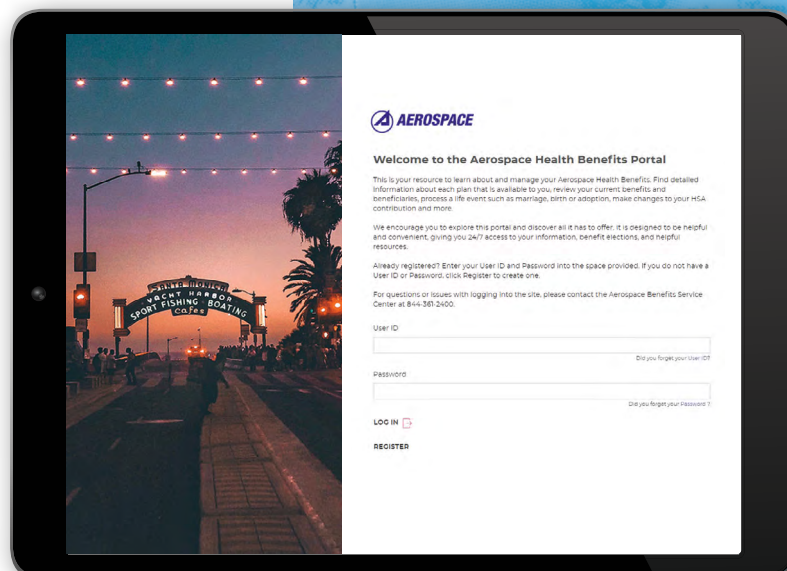 SANTA MONICA
YACHT HARBOR
SPORT FISHING · BOATING
Cafes
AEROSPACE
Welcome to the Aerospace Health Benefits Portal
This is your resource to learn about and manage your Aerospace Health Benefits. Find detailed
information about each plan that is available to you, review your current benefits and
beneficiaries, process a life event such as marriage, birth or adoption, make changes to your HSA
contribution and more.
We encourage you to explore this portal and discover all it has to offer. It is designed to be helpful
and convenient, giving you 24/7 access to your information, benefit elections, and helpful
resources.
Already registered? Enter your User ID and Password into the space provided. If you do not have a
User ID or Password, click Register to create one.
For questions or issues with logging into the site, please contact the Aerospace Benefits Service
Center at 844-361-2400.
User ID
Did you forget your User ID?
Password
Did you forget your Password ?
LOG IN
REGISTER